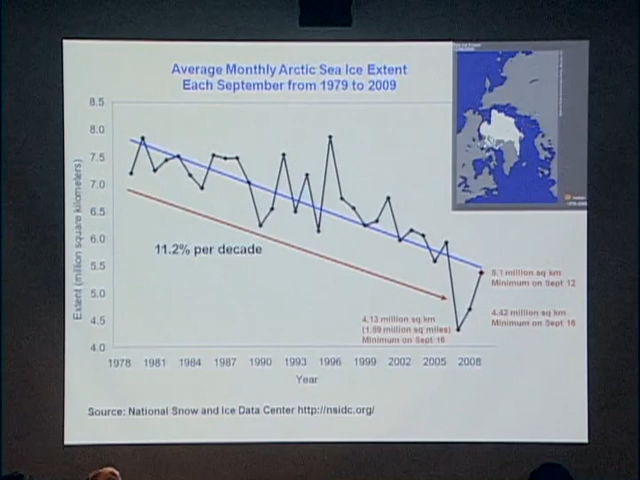 Average Monthly Arctic Sea Ice Extent
Each September from 1979 to 2009
Extent (million square kilometers)
8.5
8.0
7.5
7.0
6.5
6.0
5.5
5.0
4.5
4.0
11.2% per decade
5.1 million sq km
Minimum on Sept 12
4.13 million sq km
(1.59 million sq miles)
Minimum on Sept 16
4.42 million sq km
Minimum on Sept 16
1978 1981 1984 1987 1990 1993 1996 1999 2002 2005 2008
Year
Source: National Snow and Ice Data Center http://nsidc.org/